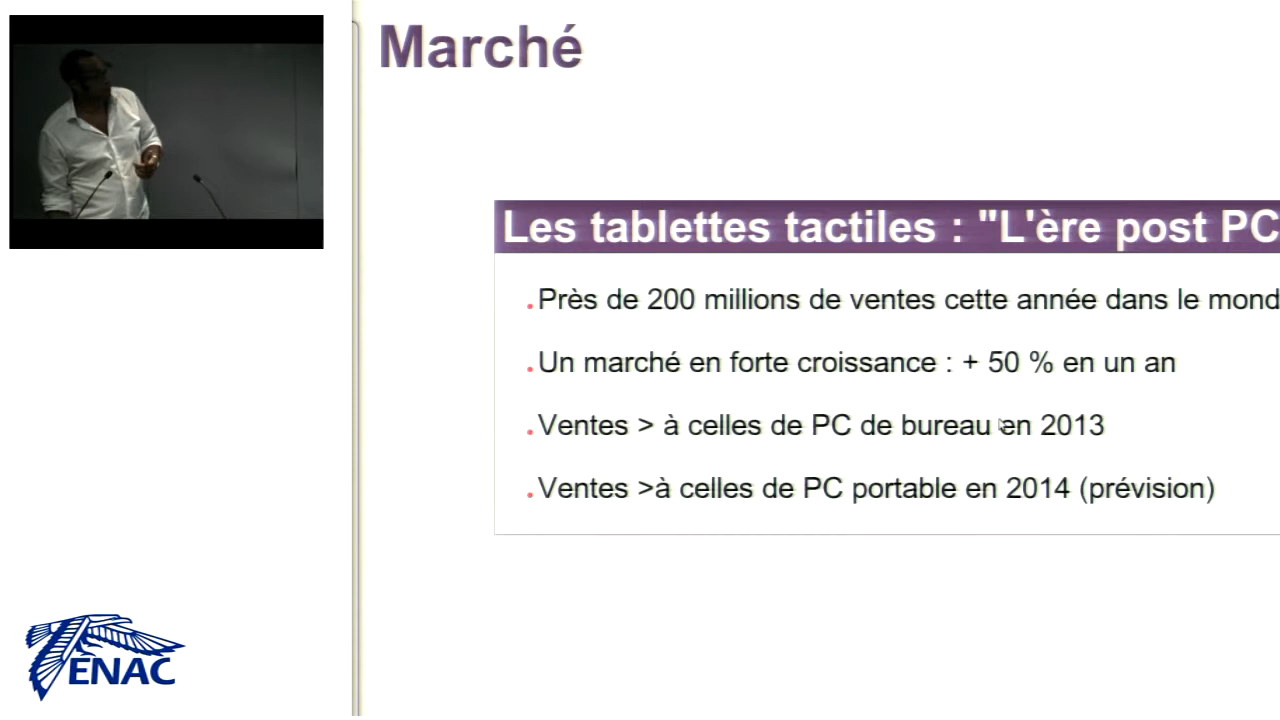 Marché
Les tablettes tactiles : "L'ère post PC
Près de 200 millions de ventes cette année dans le mond
Un marché en forte croissance : + 50 % en un an
Ventes > à celles de PC de bureau en 2013
Ventes >à celles de PC portable en 2014 (prévision)
ENAC